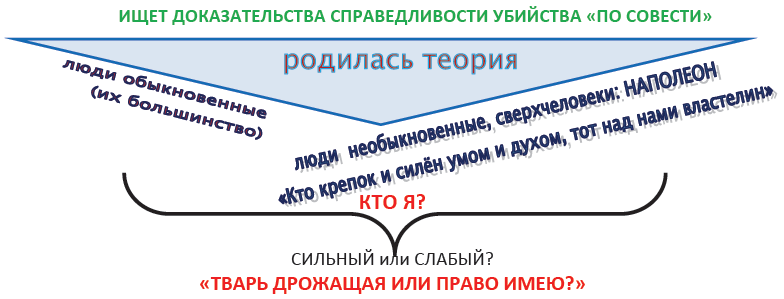 ИЩЕТ ДОКАЗАТЕЛЬСТВА СПРАВЕДЛИВОСТИ УБИЙСТВА «ПО СОВЕСТИ»
родилась теория
люди обыкновенные
(их большинство)
люди необыкновенные, сверхчеловеки: НАПОЛЕОН
«Кто крепок и силён умом и духом, тот над нами властелин»
КТО Я?
СИЛЬНЫЙ или СЛАБЫЙ?
«ТВАРЬ ДРОЖАЩАЯ ИЛИ ПРАВО ИМЕЮ?»